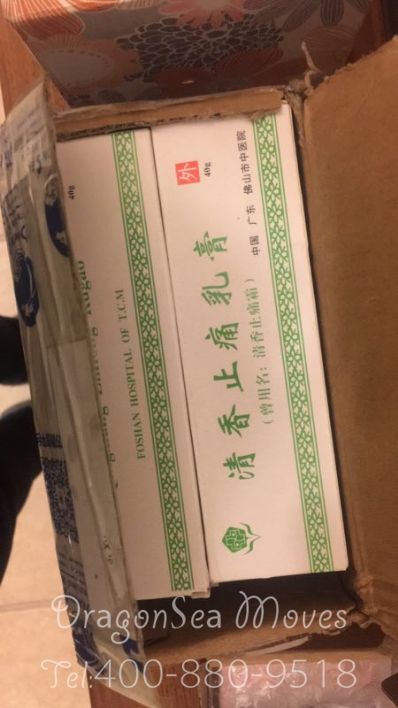 外
40g
中国 广东 佛山市中医院
清香止痛乳膏
（曾用名：清香止痛霜）
40g
FOSHAN HOSPITAL OF T.C.M
DragonSea Moves
Tel:400-880-9518